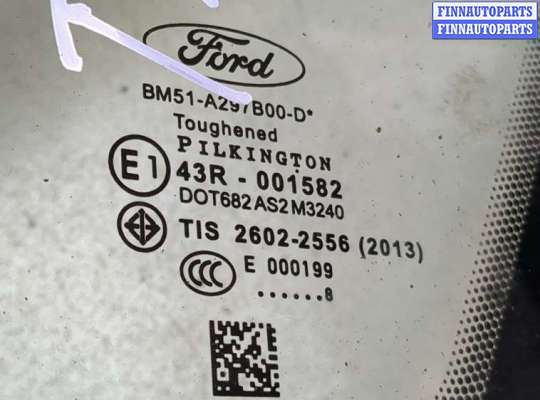 FINNAUTOPARTS
FINNAUTOPARTS
Ford
BM51-A297B00-D*
Toughened
PILKINGTON
E1 43R - 001582
DOT682 AS2 M3240
TIS 2602-2556 (2013)
CCC E 000199
......8